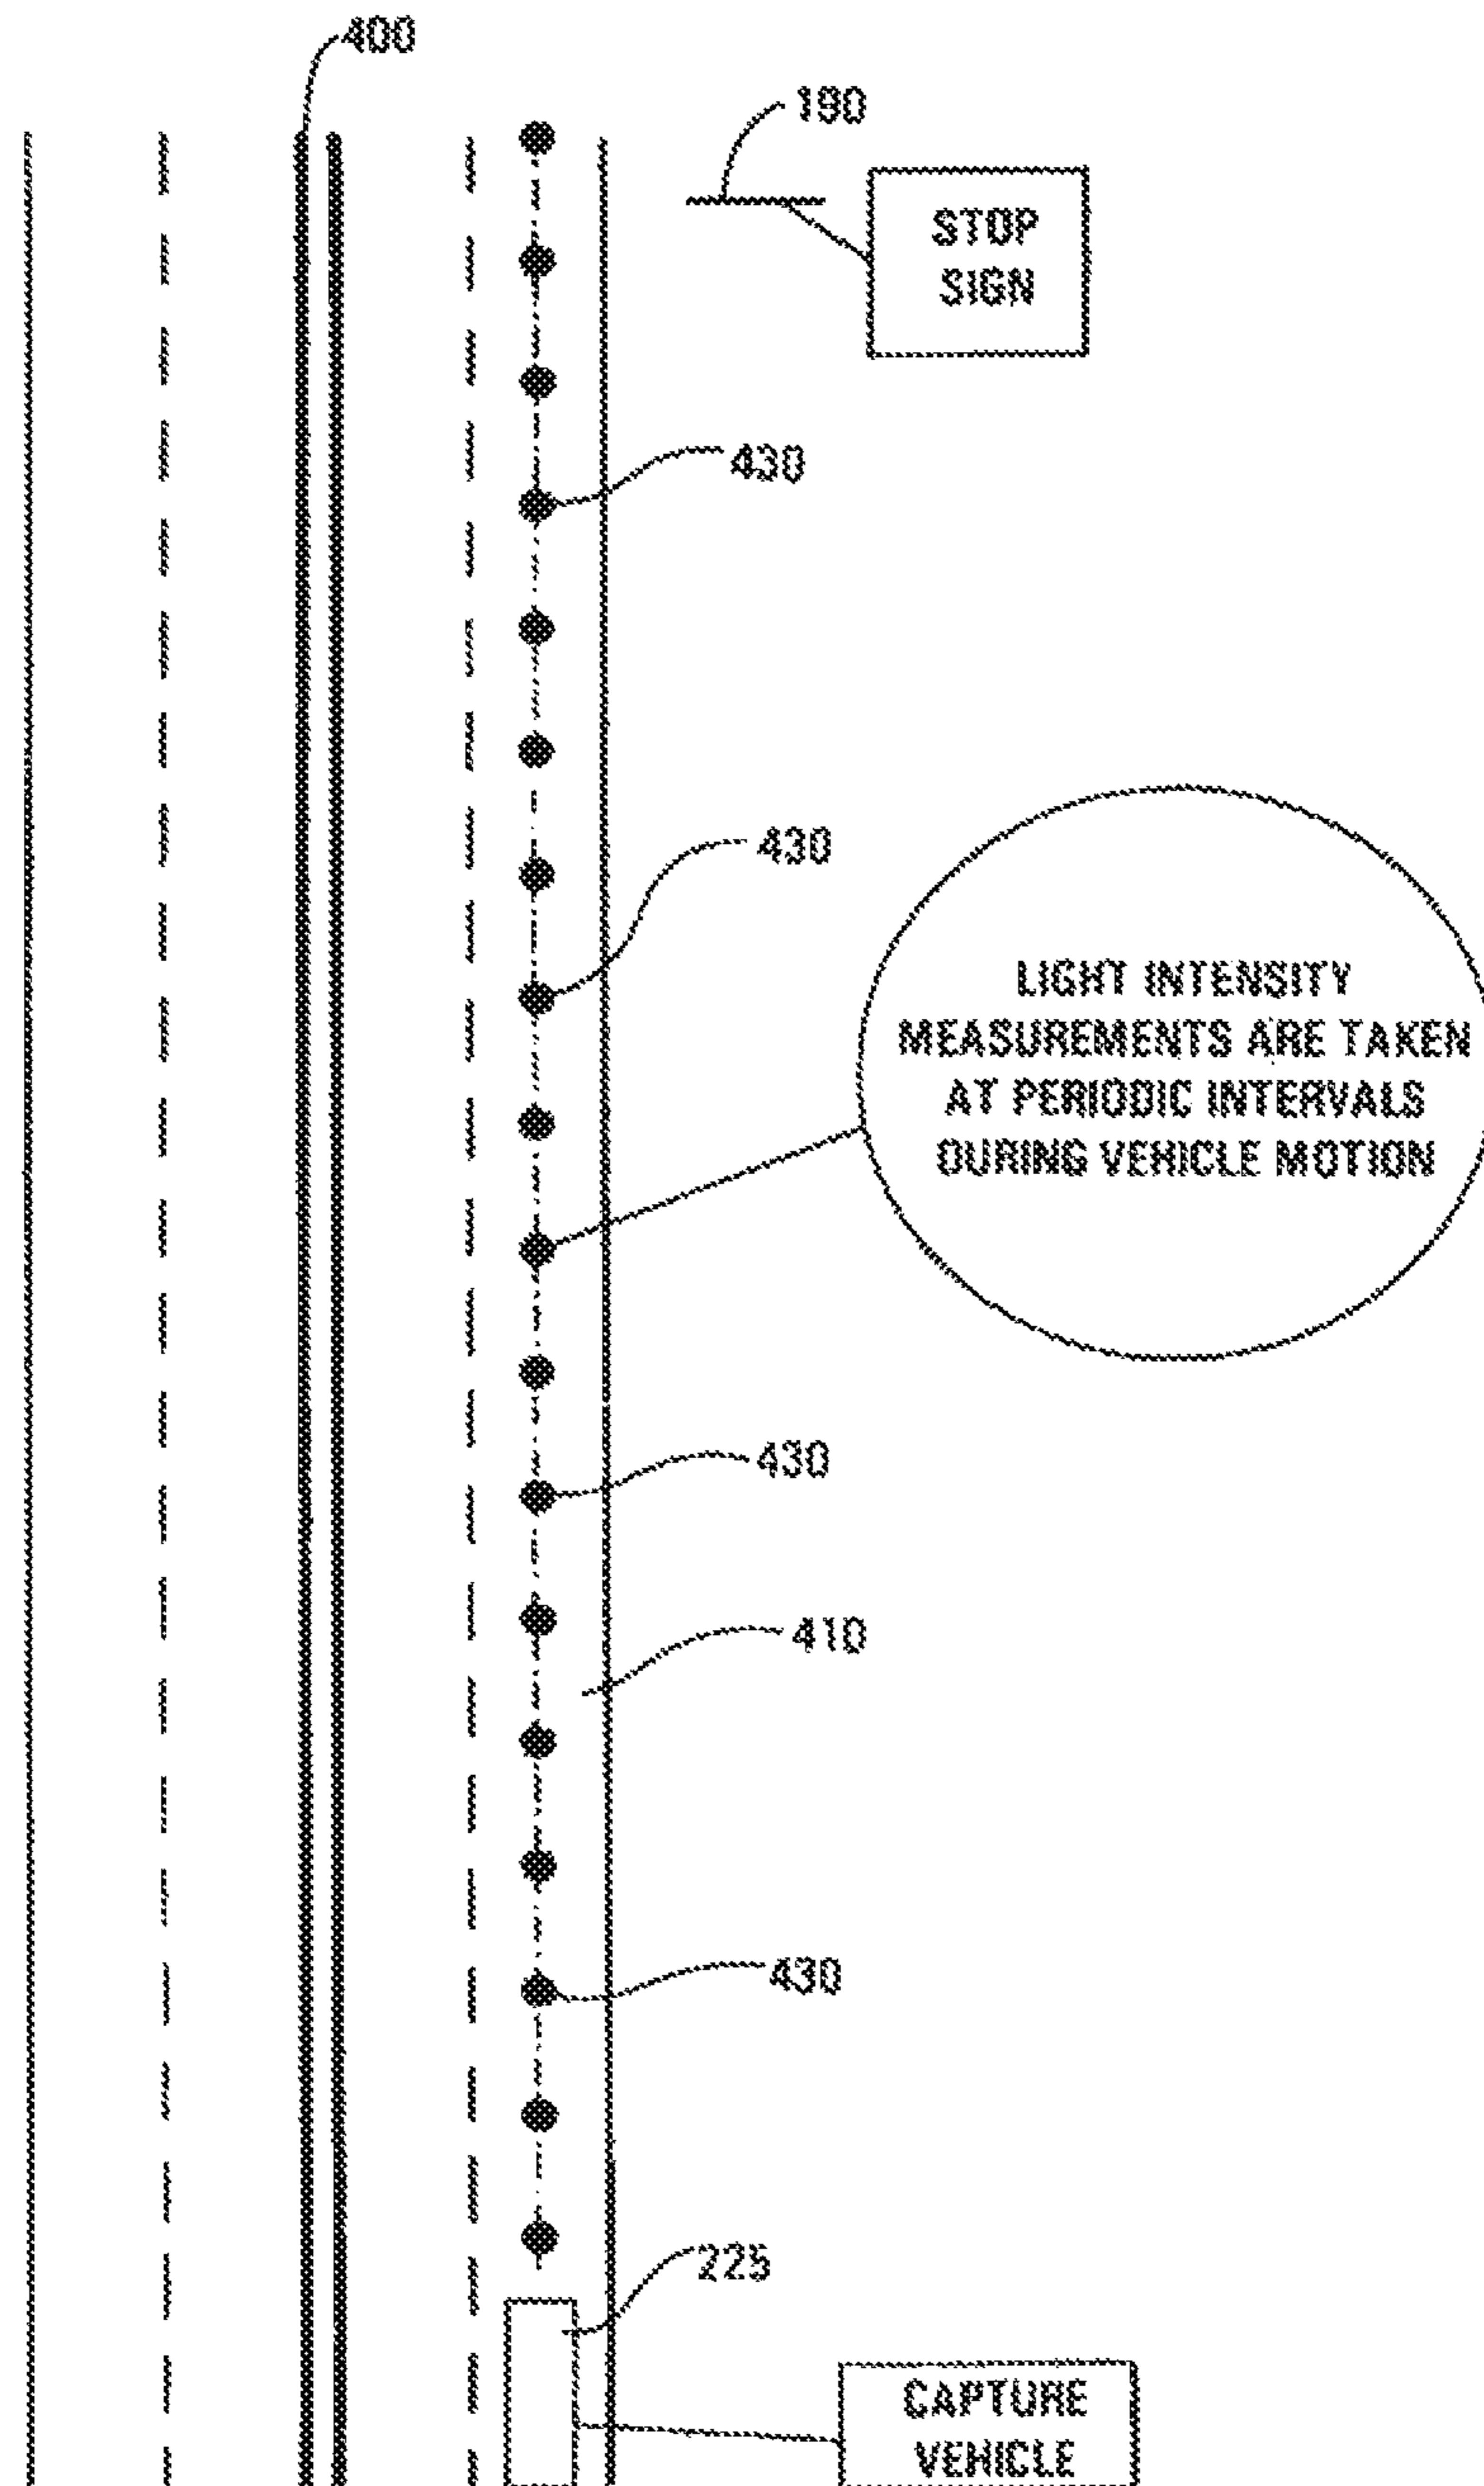 400
190
STOP
SIGN
430
430
LIGHT INTENSITY
MEASUREMENTS ARE TAKEN
AT PERIODIC INTERVALS
DURING VEHICLE MOTION
430
410
430
225
CAPTURE
VEHICLE